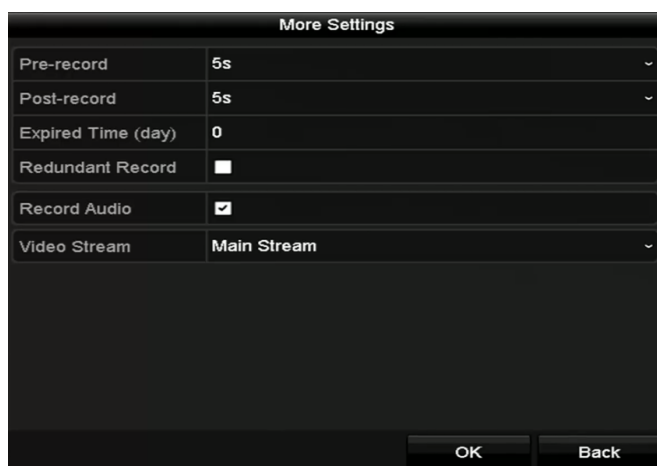 More Settings
Pre-record 5s
Post-record 5s
Expired Time (day) 0
Redundant Record
Record Audio
Video Stream Main Stream
OK Back